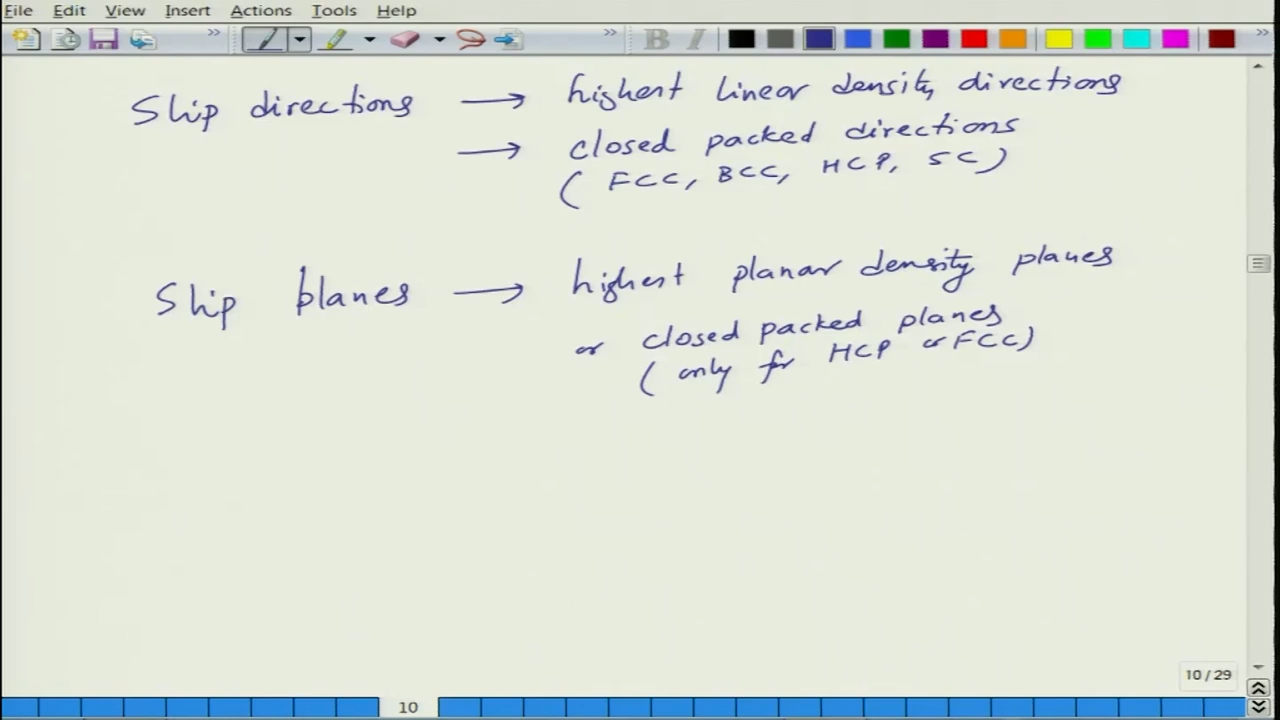 File Edit View Insert Actions Tools Help
B I
Slip directions → highest linear density directions
→ closed packed directions
( FCC, BCC, HCP, SC )
Slip planes → highest planar density planes
or closed packed planes
( only for HCP or FCC )
10 / 29
10